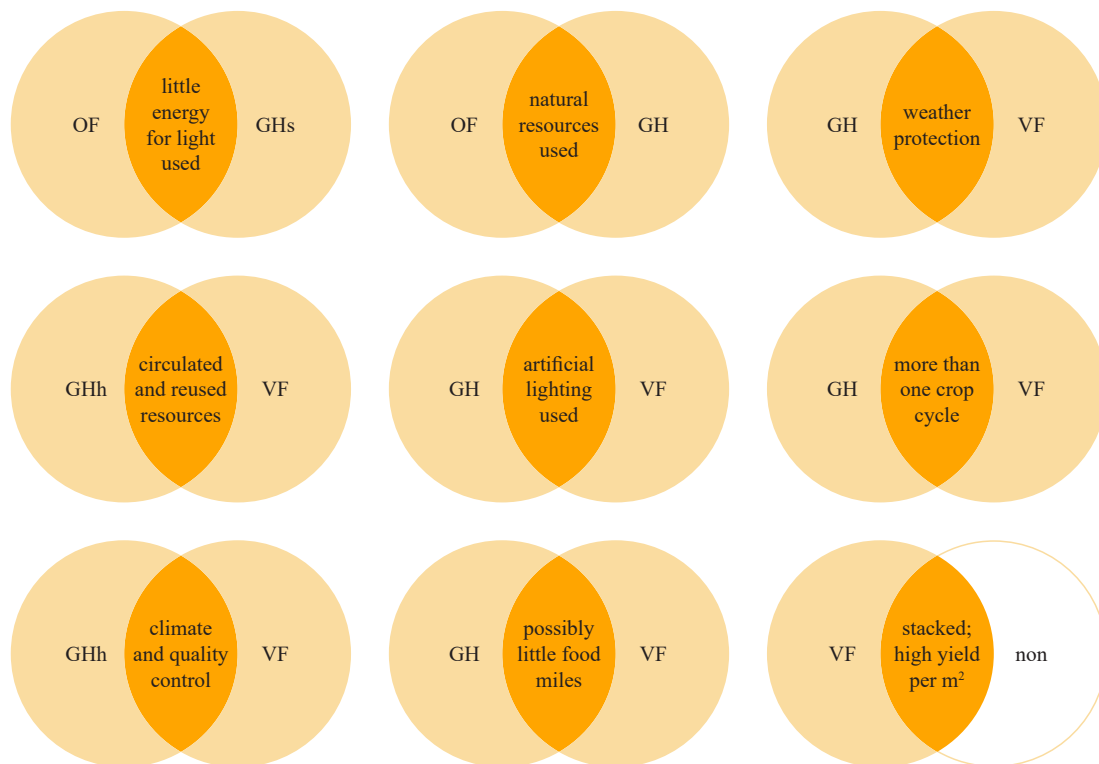 OF
little
energy
for light
used
GHs
OF
natural
resources
used
GH
GH
weather
protection
VF
GHh
circulated
and reused
resources
VF
GH
artificial
lighting
used
VF
GH
more than
one crop
cycle
VF
GHh
climate
and quality
control
VF
GH
possibly
little food
miles
VF
VF
stacked;
high yield
per m²
non